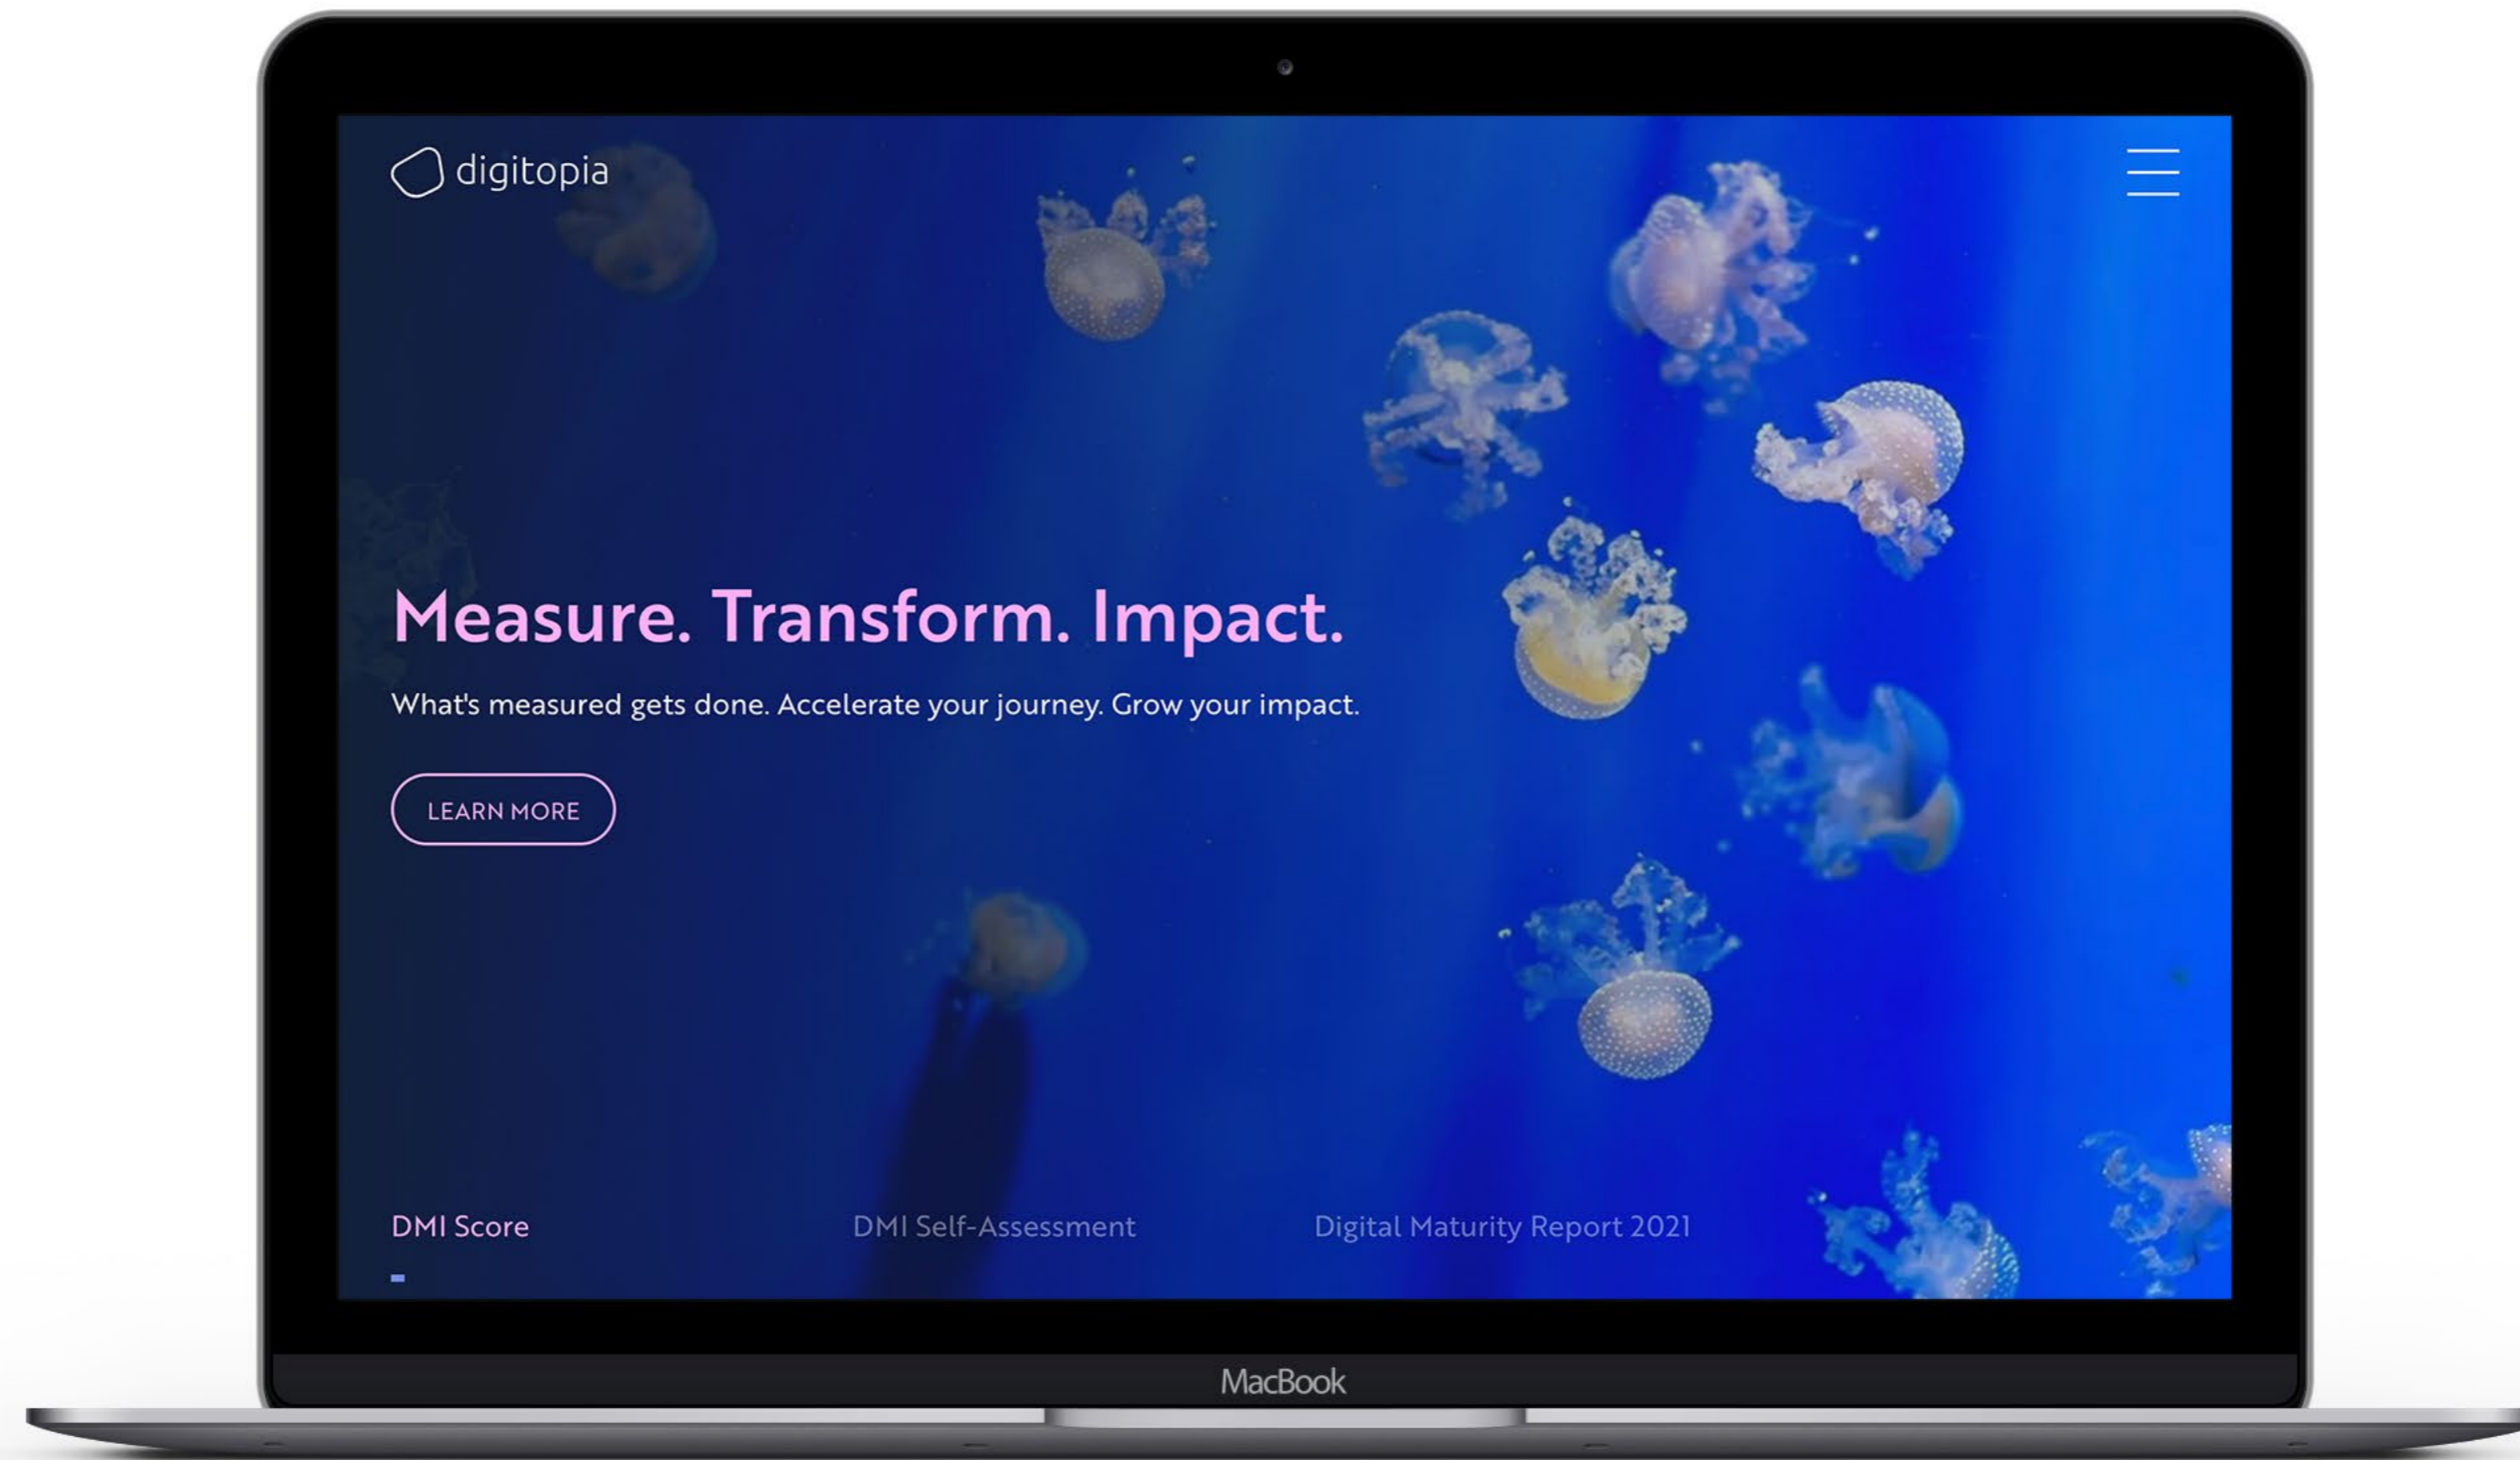 digitopia
Measure. Transform. Impact.
What's measured gets done. Accelerate your journey. Grow your impact.
LEARN MORE
DMI Score
DMI Self-Assessment
Digital Maturity Report 2021
MacBook